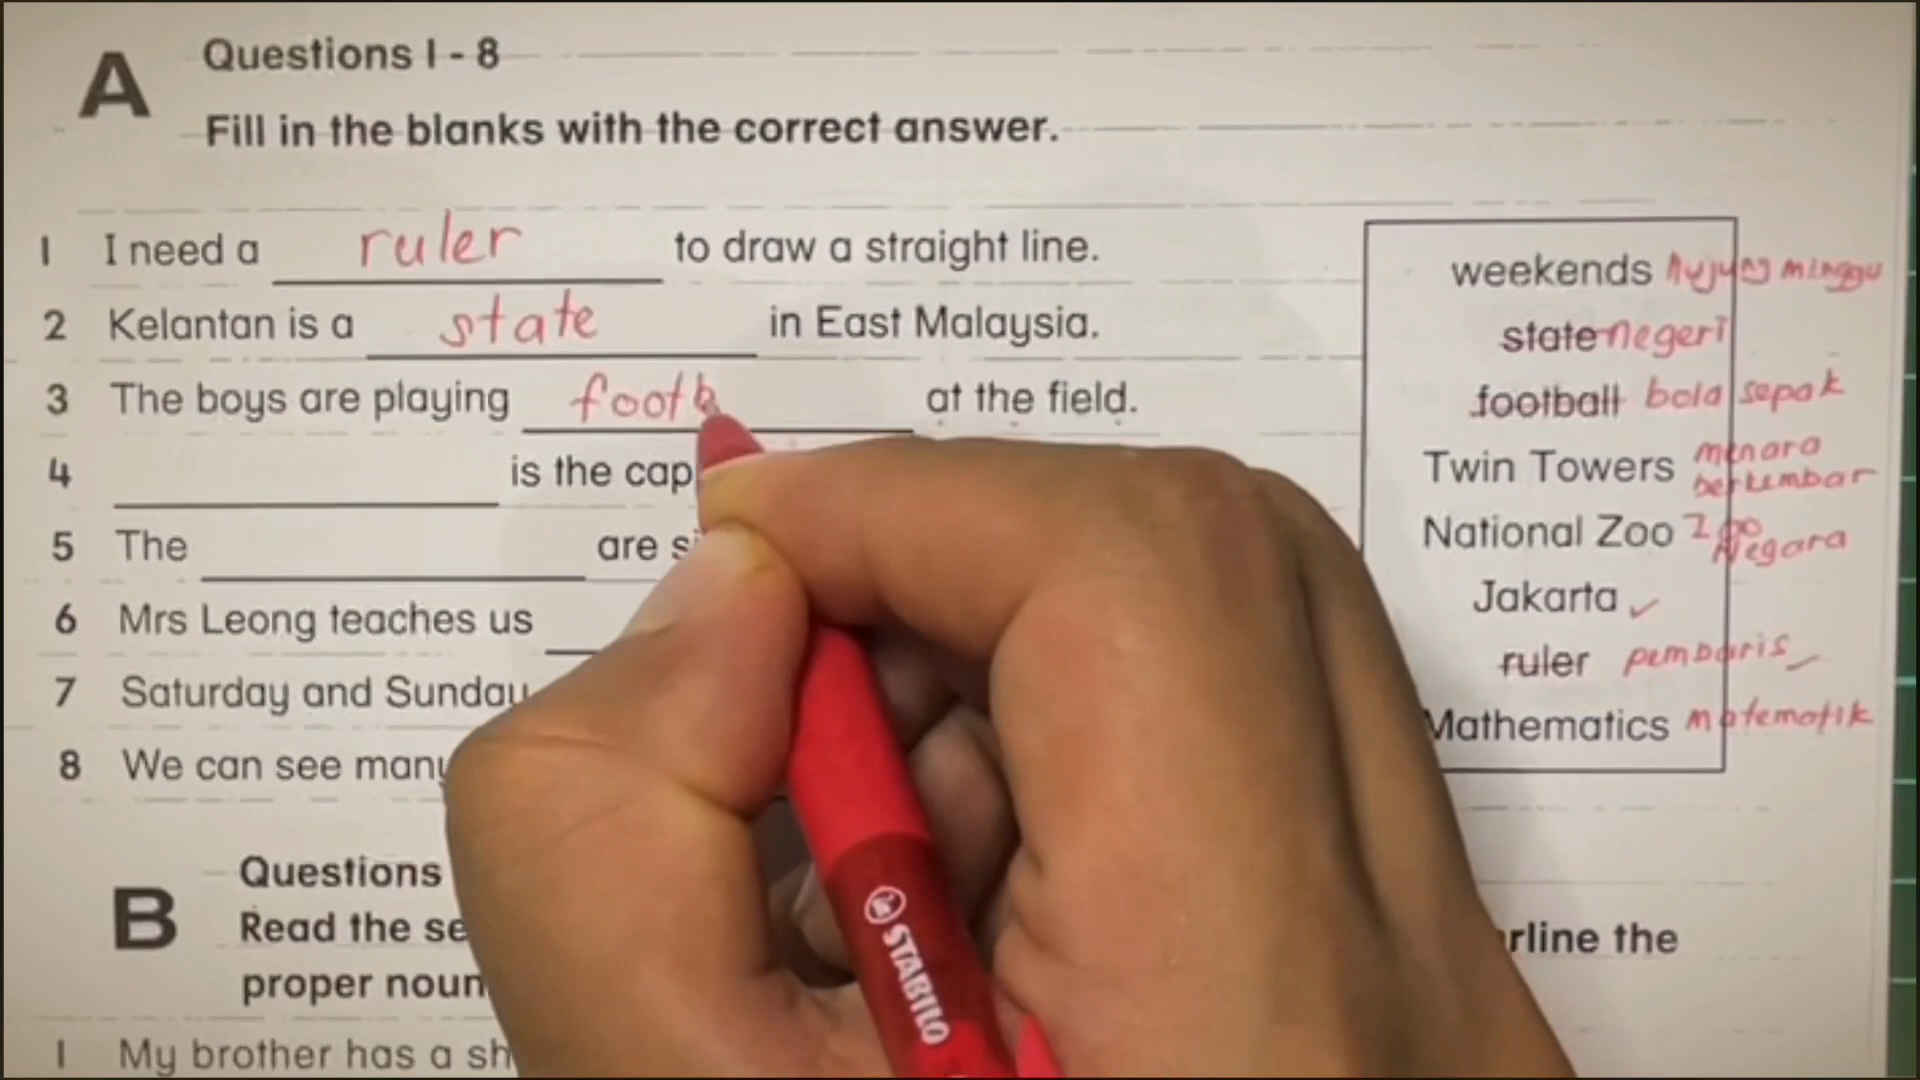 A
Questions 1 - 8
Fill in the blanks with the correct answer.
1 I need a ruler to draw a straight line.
2 Kelantan is a state in East Malaysia.
3 The boys are playing footb at the field.
4 is the cap
5 The are si
6 Mrs Leong teaches us
7 Saturday and Sunday
8 We can see many
weekends hujung minggu
state negeri
football bola sepak
Twin Towers menara berkembar
National Zoo Zoo Negara
Jakarta
ruler pembaris
Mathematics matematik
B
Questions
Read the se rline the
proper noun
1 My brother has a sh
STABILO